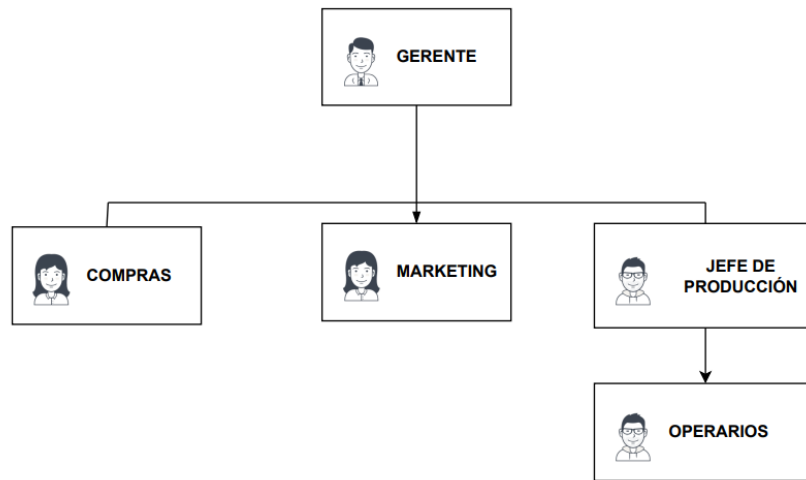 GERENTE
COMPRAS
MARKETING
JEFE DE
PRODUCCIÓN
OPERARIOS